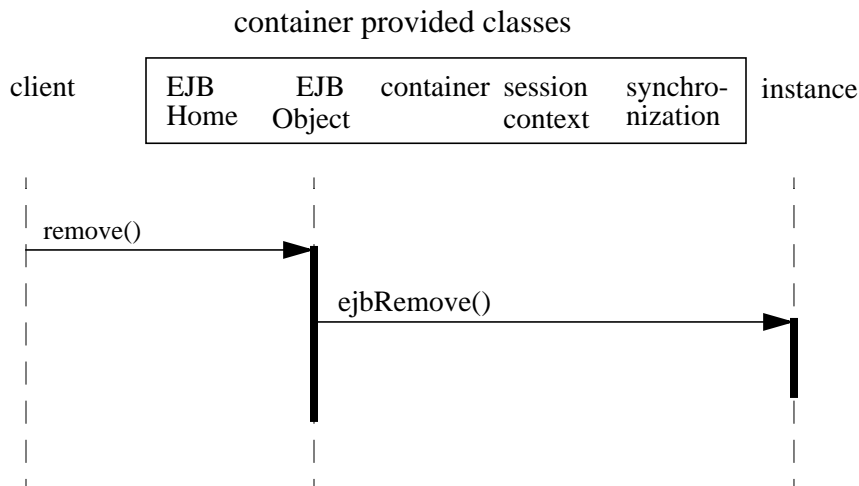 container provided classes
client EJB EJB container session synchro- instance
Home Object context nization
remove()
ejbRemove()